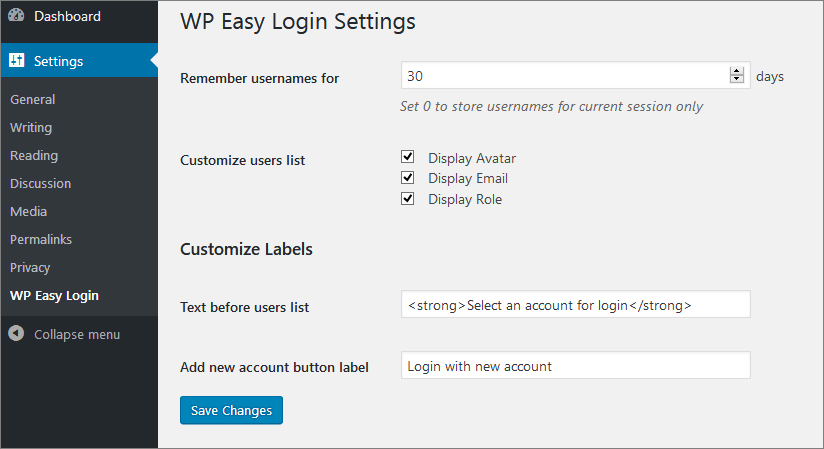 Dashboard
Settings
General
Writing
Reading
Discussion
Media
Permalinks
Privacy
WP Easy Login
Collapse menu
WP Easy Login Settings
Remember usernames for 30 days
Set 0 to store usernames for current session only
Customize users list Display Avatar
Display Email
Display Role
Customize Labels
Text before users list <strong>Select an account for login</strong>
Add new account button label Login with new account
Save Changes